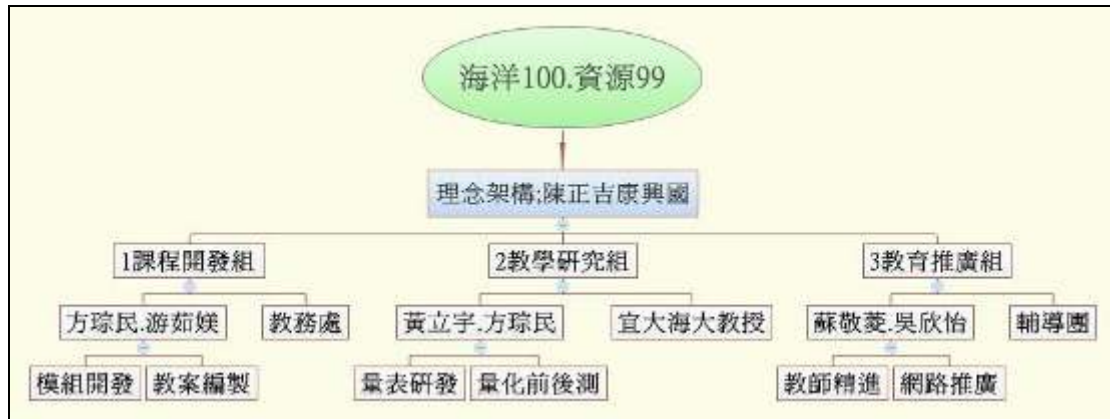 海洋100.資源99
理念架構;陳正吉康興國
1課程開發組
2教學研究組
3教育推廣組
方琮民.游茹媄
教務處
黃立宇.方琮民
宜大海大教授
蘇敬菱.吳欣怡
輔導團
模組開發
教案編製
量表研發
量化前後測
教師精進
網路推廣